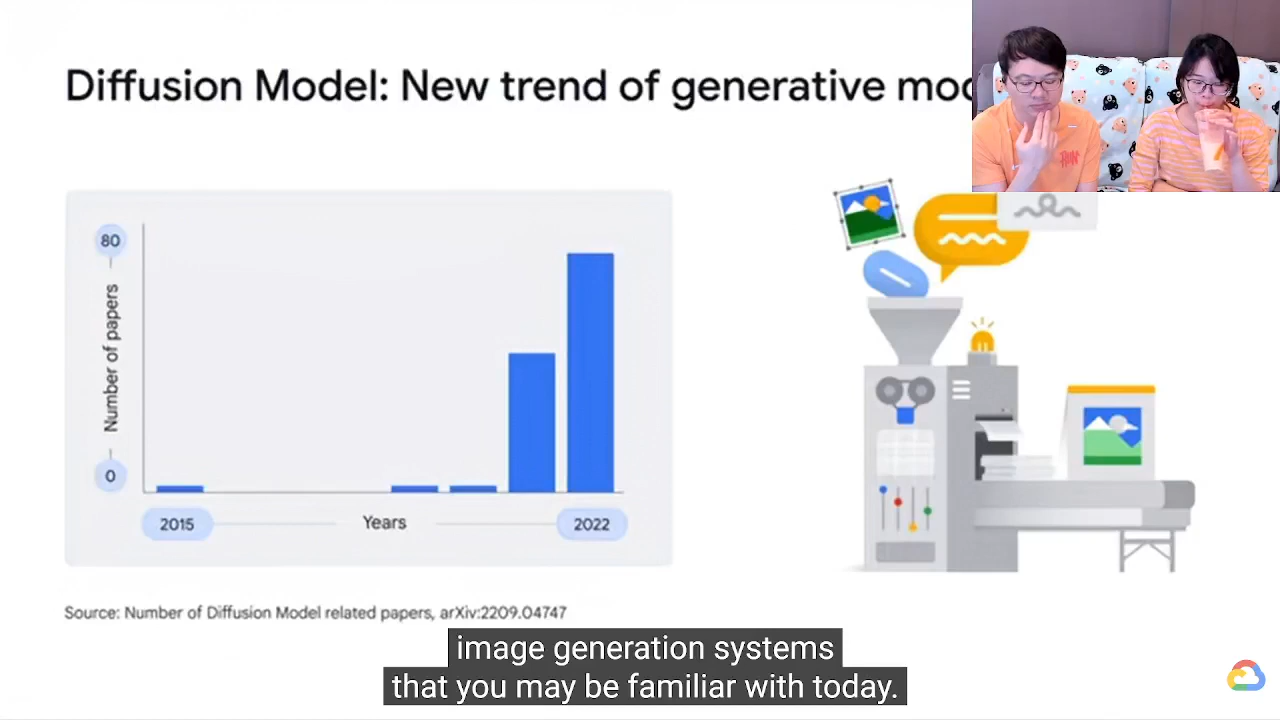 Diffusion Model: New trend of generative
80
Number of papers
0
2015
Years
2022
Source: Number of Diffusion Model related papers, arXiv:2209.04747
RUN
image generation systems
that you may be familiar with today.